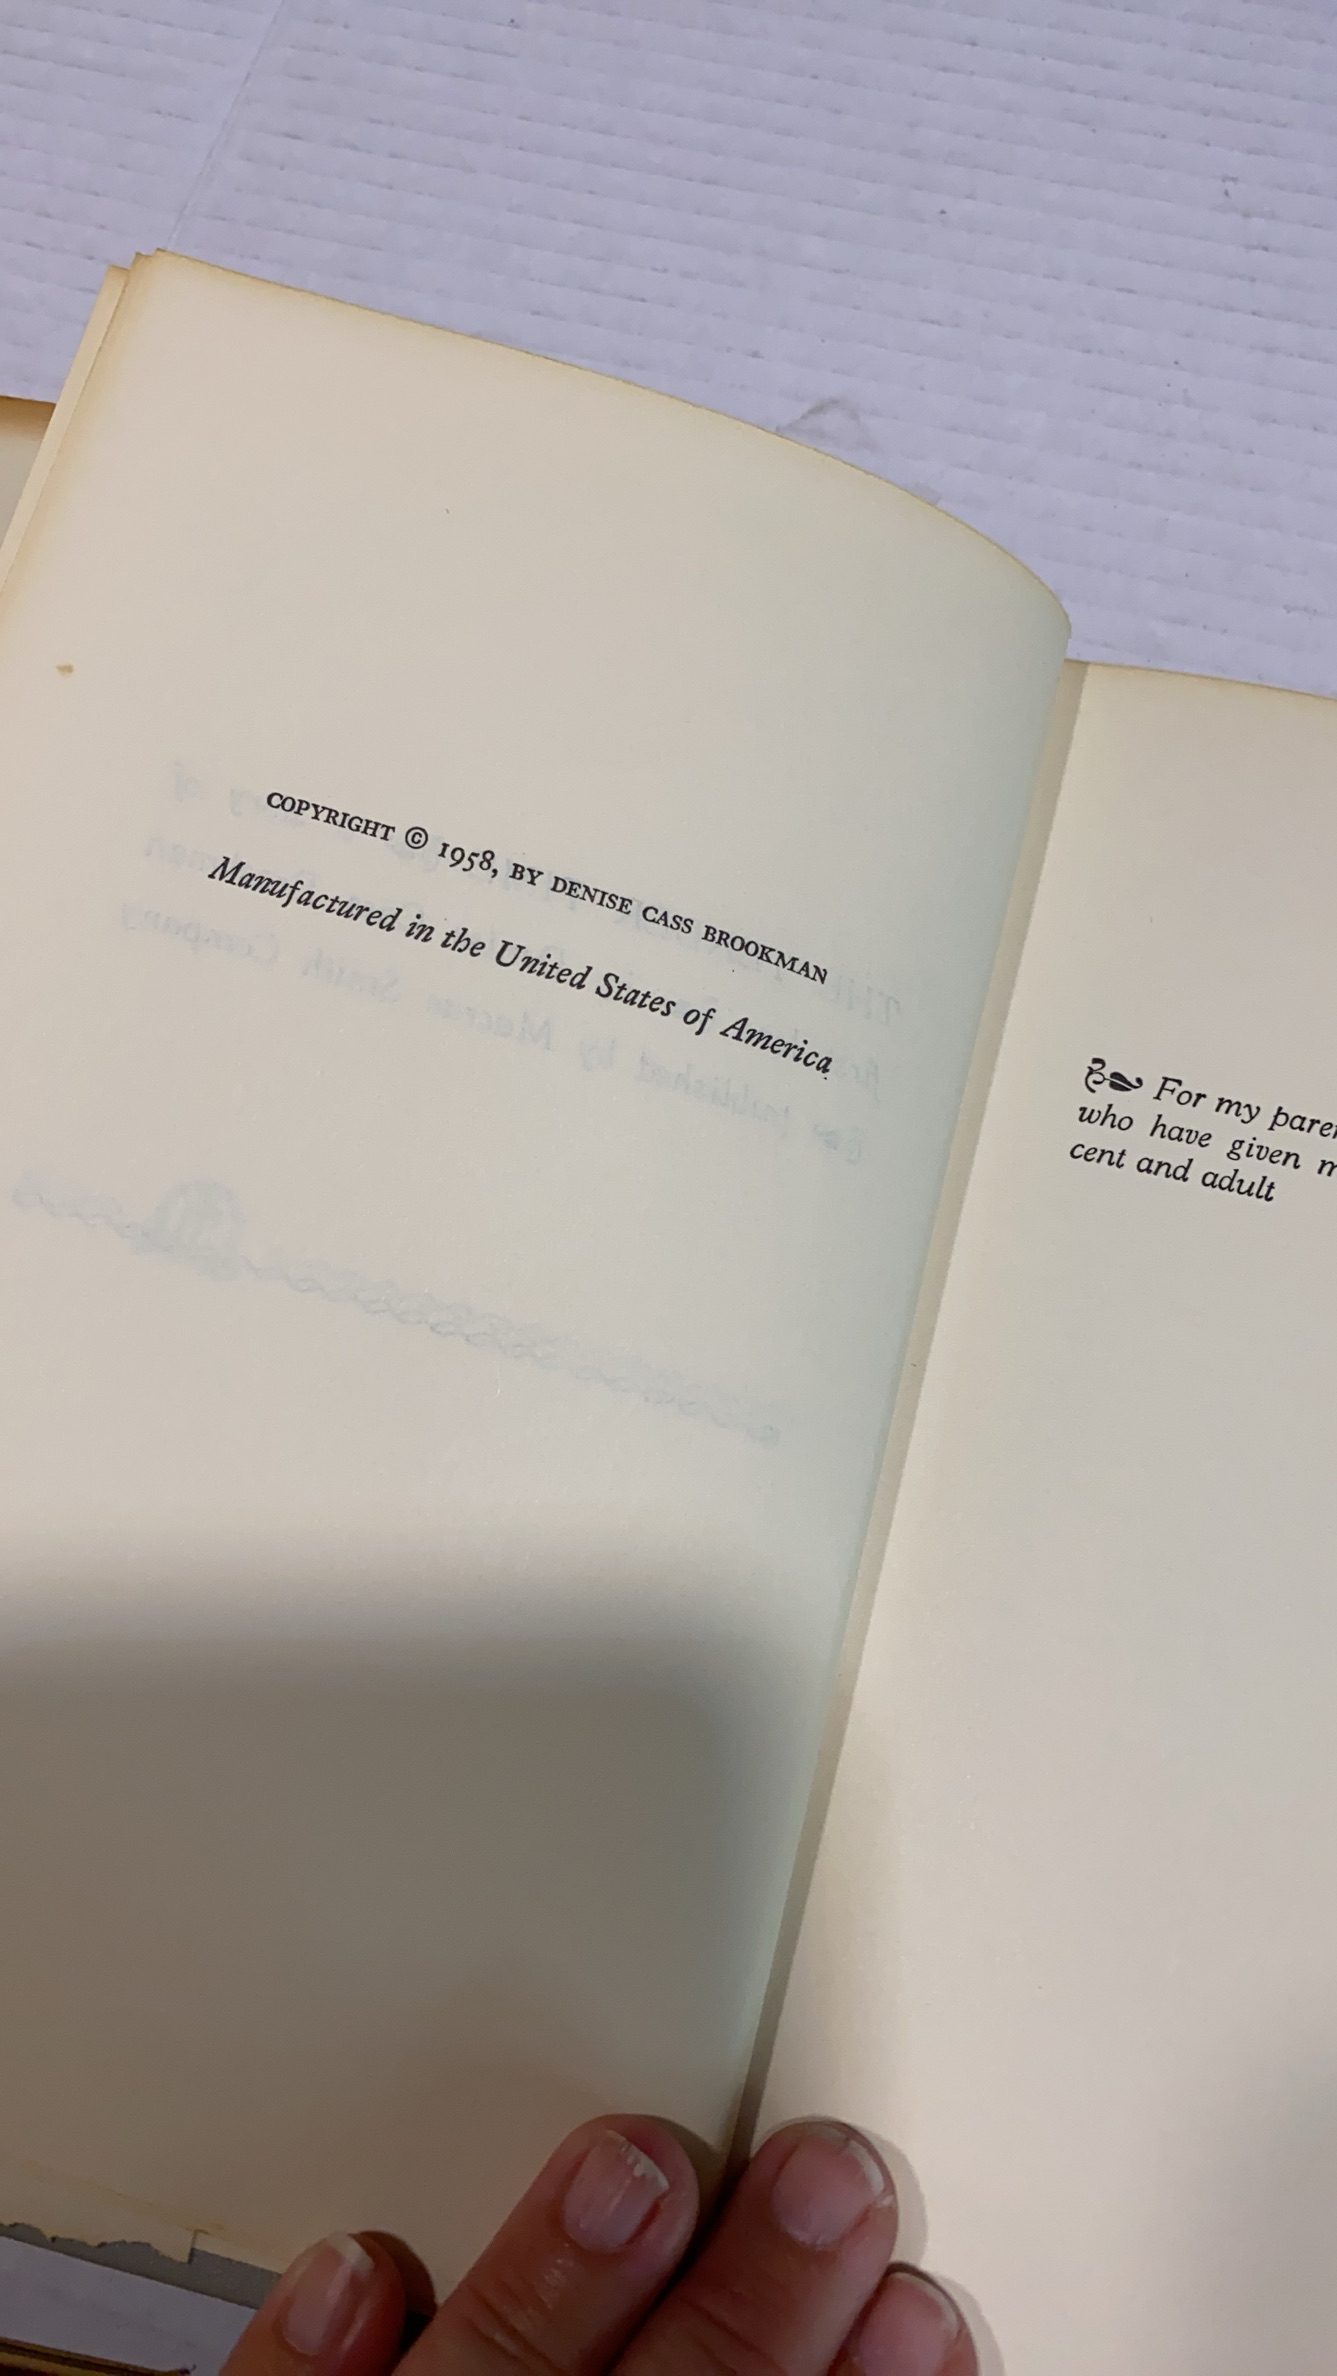 COPYRIGHT © 1958, BY DENISE CASS BROOKMAN
Manufactured in the United States of America
For my
who have given
cent and adult